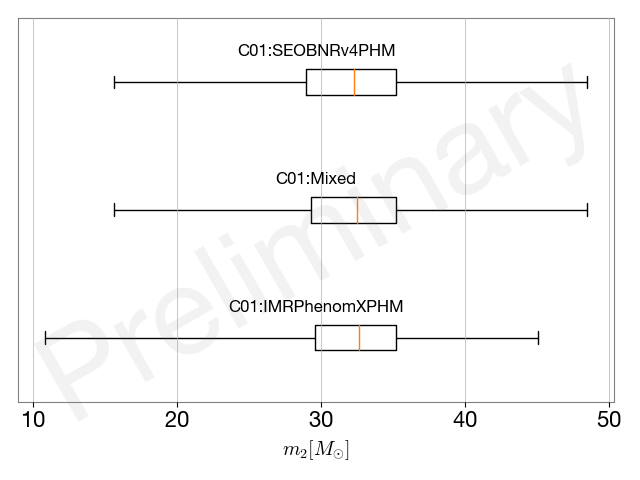 C01:SEOBNRv4PHM
C01:Mixed
C01:IMRPhenomXPHM
Preliminary
10 20 30 40 50
m₂[M⊙]